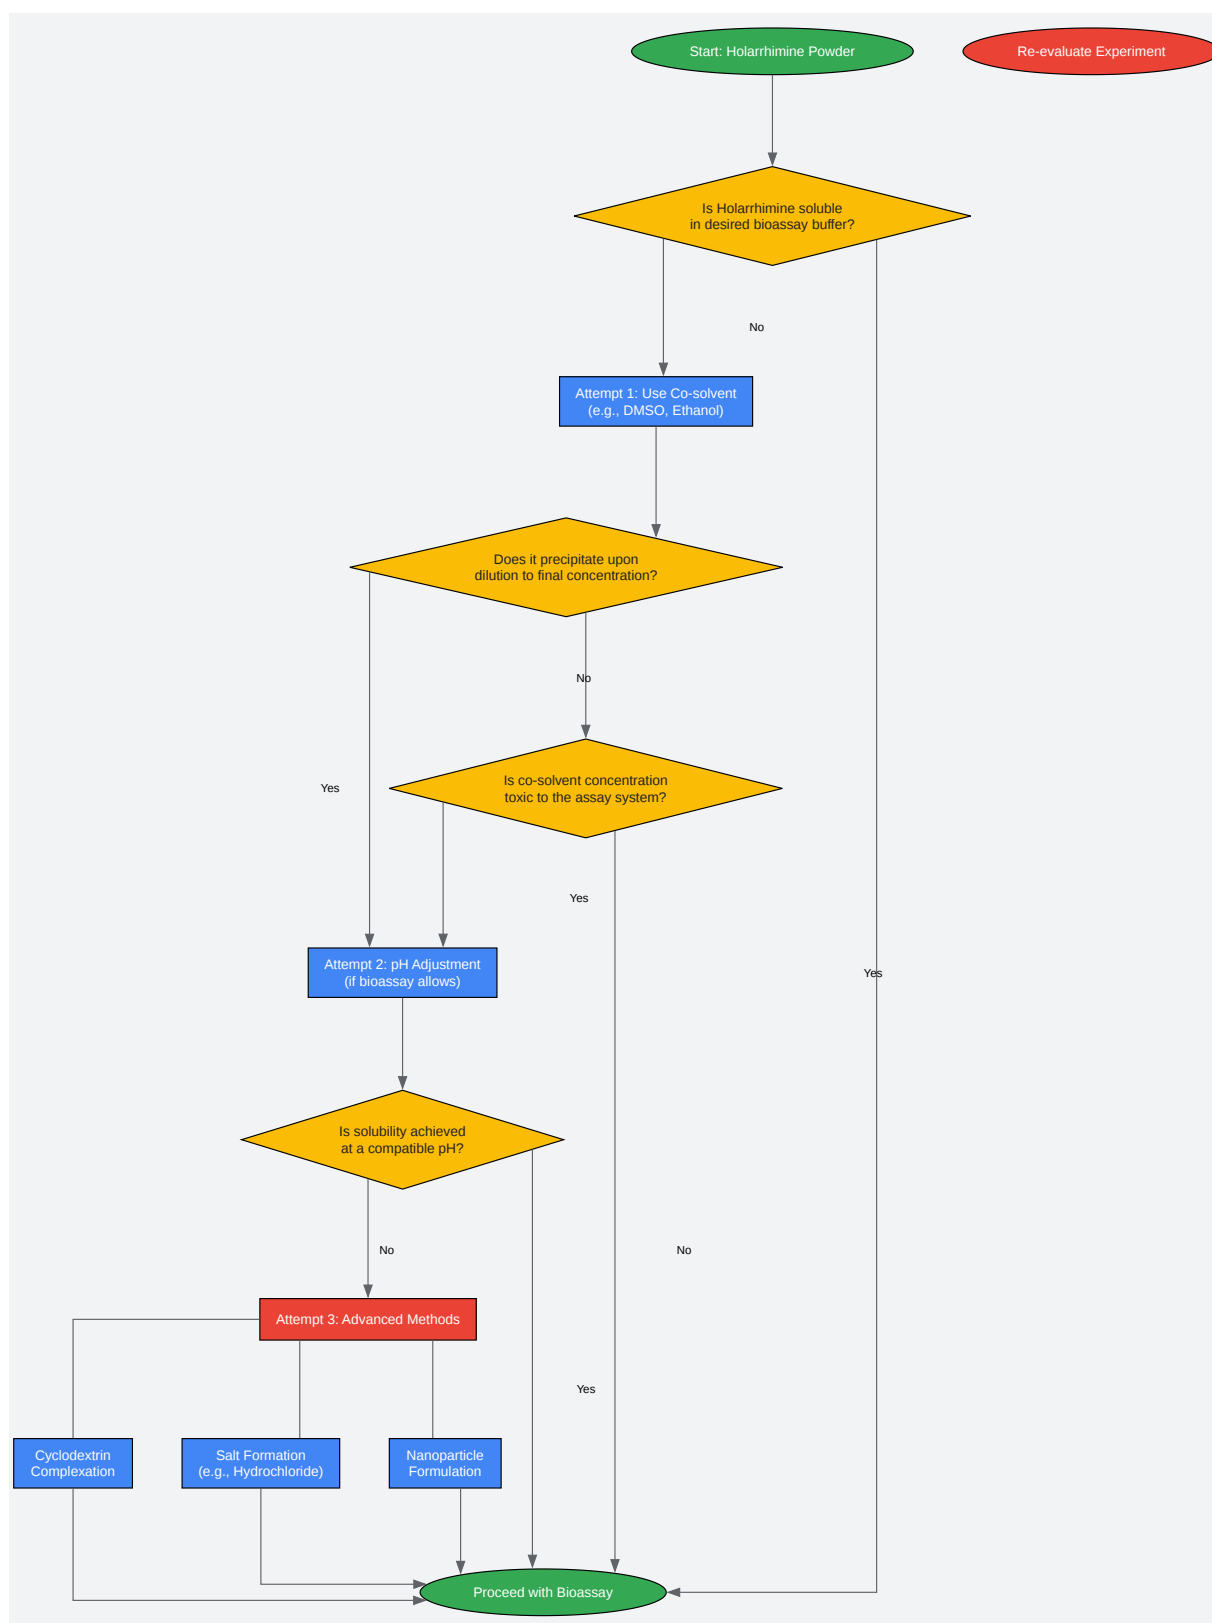 Start: Holarrhimine Powder
Re-evaluate Experiment
Is Holarrhimine soluble
in desired bioassay buffer?
No
Attempt 1: Use Co-solvent
(e.g., DMSO, Ethanol)
Does it precipitate upon
dilution to final concentration?
No
Is co-solvent concentration
toxic to the assay system?
Yes
Yes
Attempt 2: pH Adjustment
(if bioassay allows)
Yes
Is solubility achieved
at a compatible pH?
No
No
Attempt 3: Advanced Methods
Yes
Cyclodextrin
Complexation
Salt Formation
(e.g., Hydrochloride)
Nanoparticle
Formulation
Proceed with Bioassay